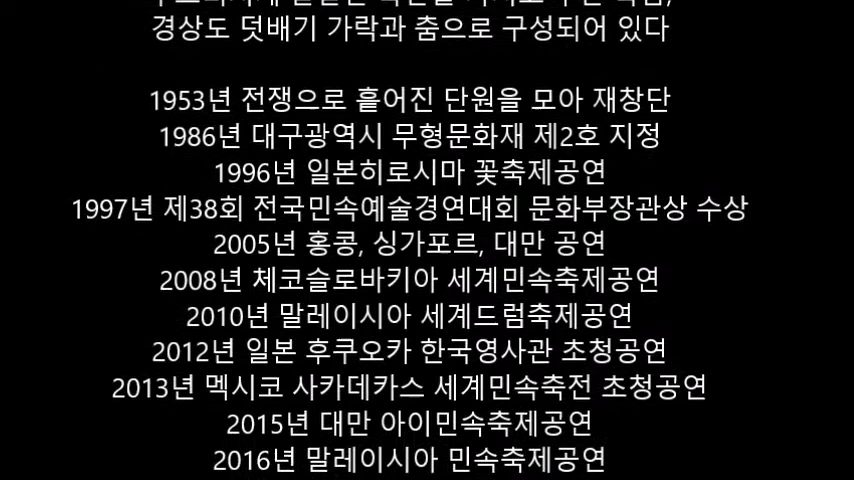 경상도 덧배기 가락과 춤으로 구성되어 있다
1953년 전쟁으로 흩어진 단원을 모아 재창단
1986년 대구광역시 무형문화재 제2호 지정
1996년 일본히로시마 꽃축제공연
1997년 제38회 전국민속예술경연대회 문화부장관상 수상
2005년 홍콩, 싱가포르, 대만 공연
2008년 체코슬로바키아 세계민속축제공연
2010년 말레이시아 세계드럼축제공연
2012년 일본 후쿠오카 한국영사관 초청공연
2013년 멕시코 사카데카스 세계민속축전 초청공연
2015년 대만 아이민속축제공연
2016년 말레이시아 민속축제공연